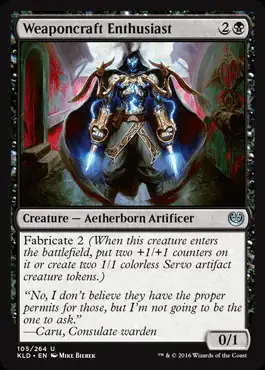 Weaponcraft Enthusiast 2
Creature — Aetherborn Artificer
Fabricate 2 (When this creature enters
the battlefield, put two +1/+1 counters on
it or create two 1/1 colorless Servo artifact
creature tokens.)
“No, I don’t believe they have the proper
permits for those, but I’m not going to be the
one to ask.”
—Caru, Consulate warden
0/1
105/264 U
KLD • EN Mike Bierek
™ & © 2016 Wizards of the Coast